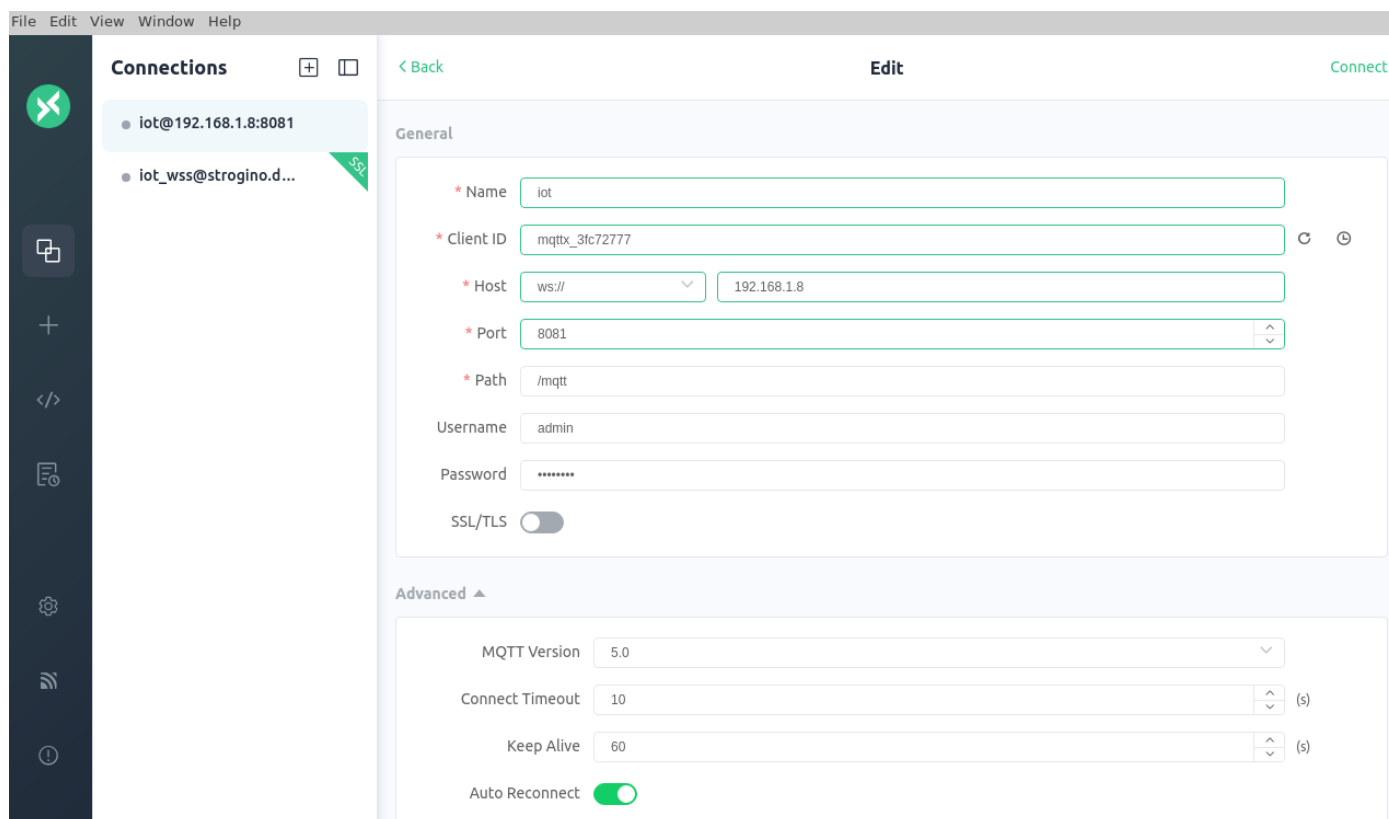 File Edit View Window Help
Connections
iot@192.168.1.8:8081
iot_wss@strogino.d...
SSL
Back
Edit
Connect
General
* Name iot
* Client ID mqttx_3fc72777
* Host ws:// 192.168.1.8
* Port 8081
* Path /mqtt
Username admin
Password ••••••••
SSL/TLS
Advanced
MQTT Version 5.0
Connect Timeout 10 (s)
Keep Alive 60 (s)
Auto Reconnect